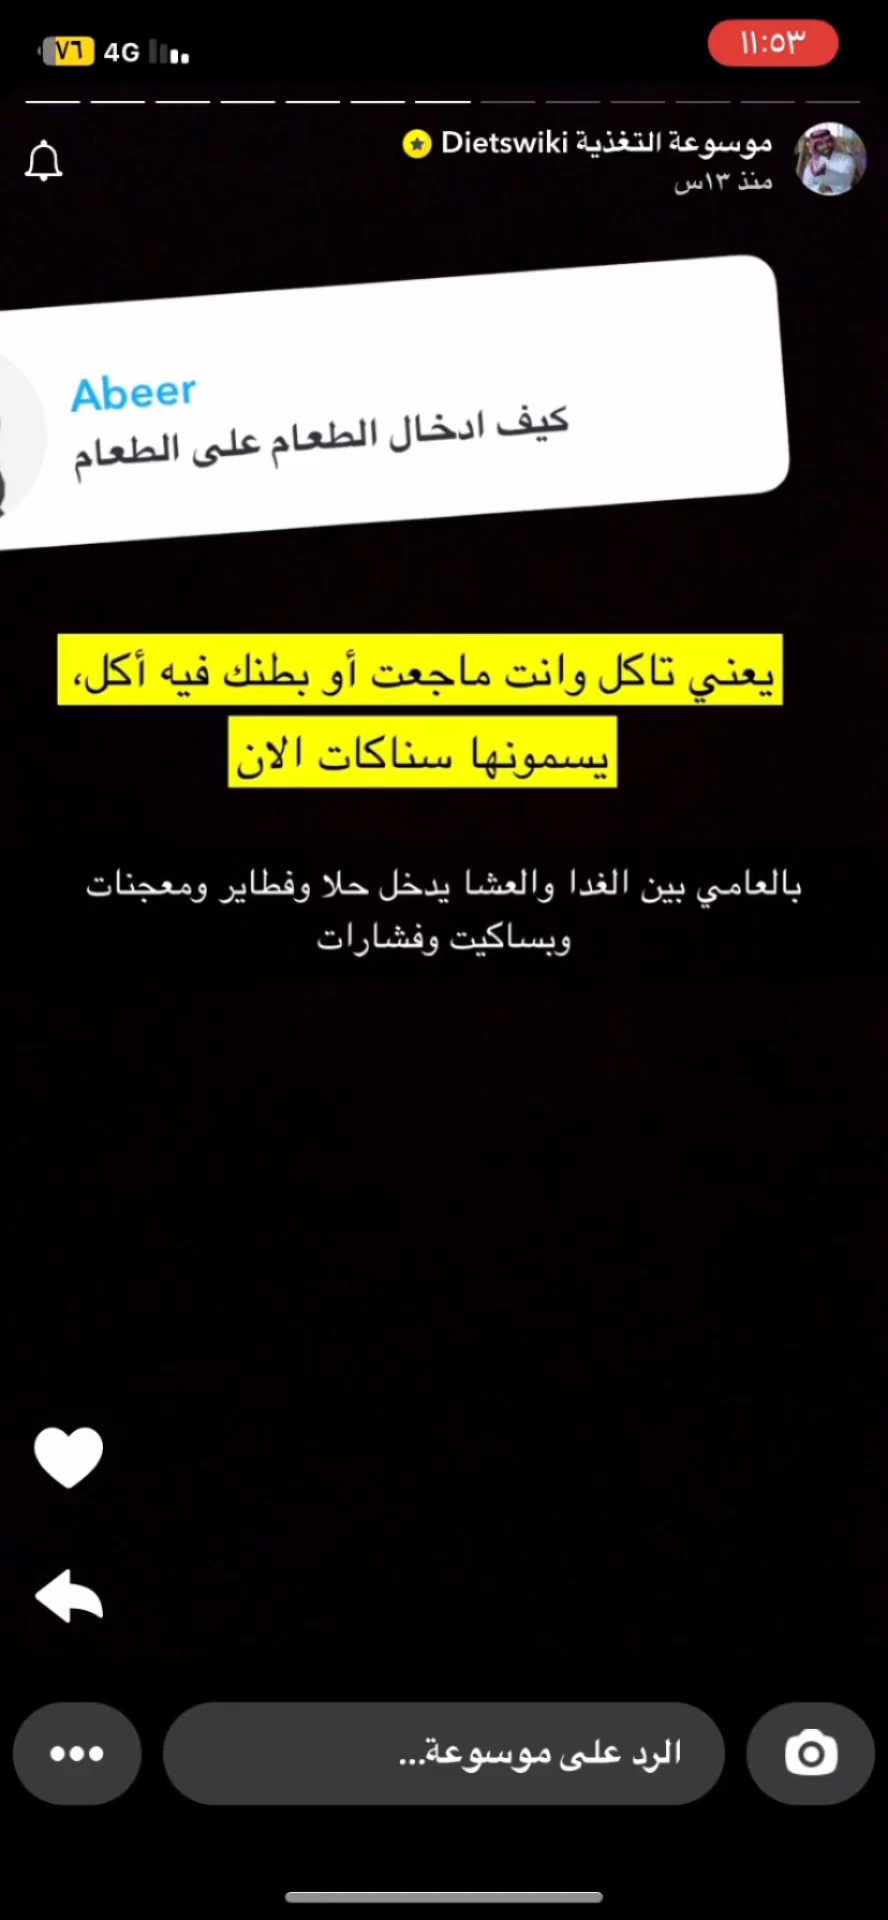 ١١:٥٣
4G
٧٦
موسوعة التغذية Dietswiki
منذ ١٣س
Abeer
كيف ادخال الطعام على الطعام
يعني تاكل وانت ماجعت أو بطنك فيه أكل،
يسمونها سناكات الان
بالعامي بين الغدا والعشا يدخل حلا وفطاير ومعجنات
وبساكيت وفشارات
الرد على موسوعة...